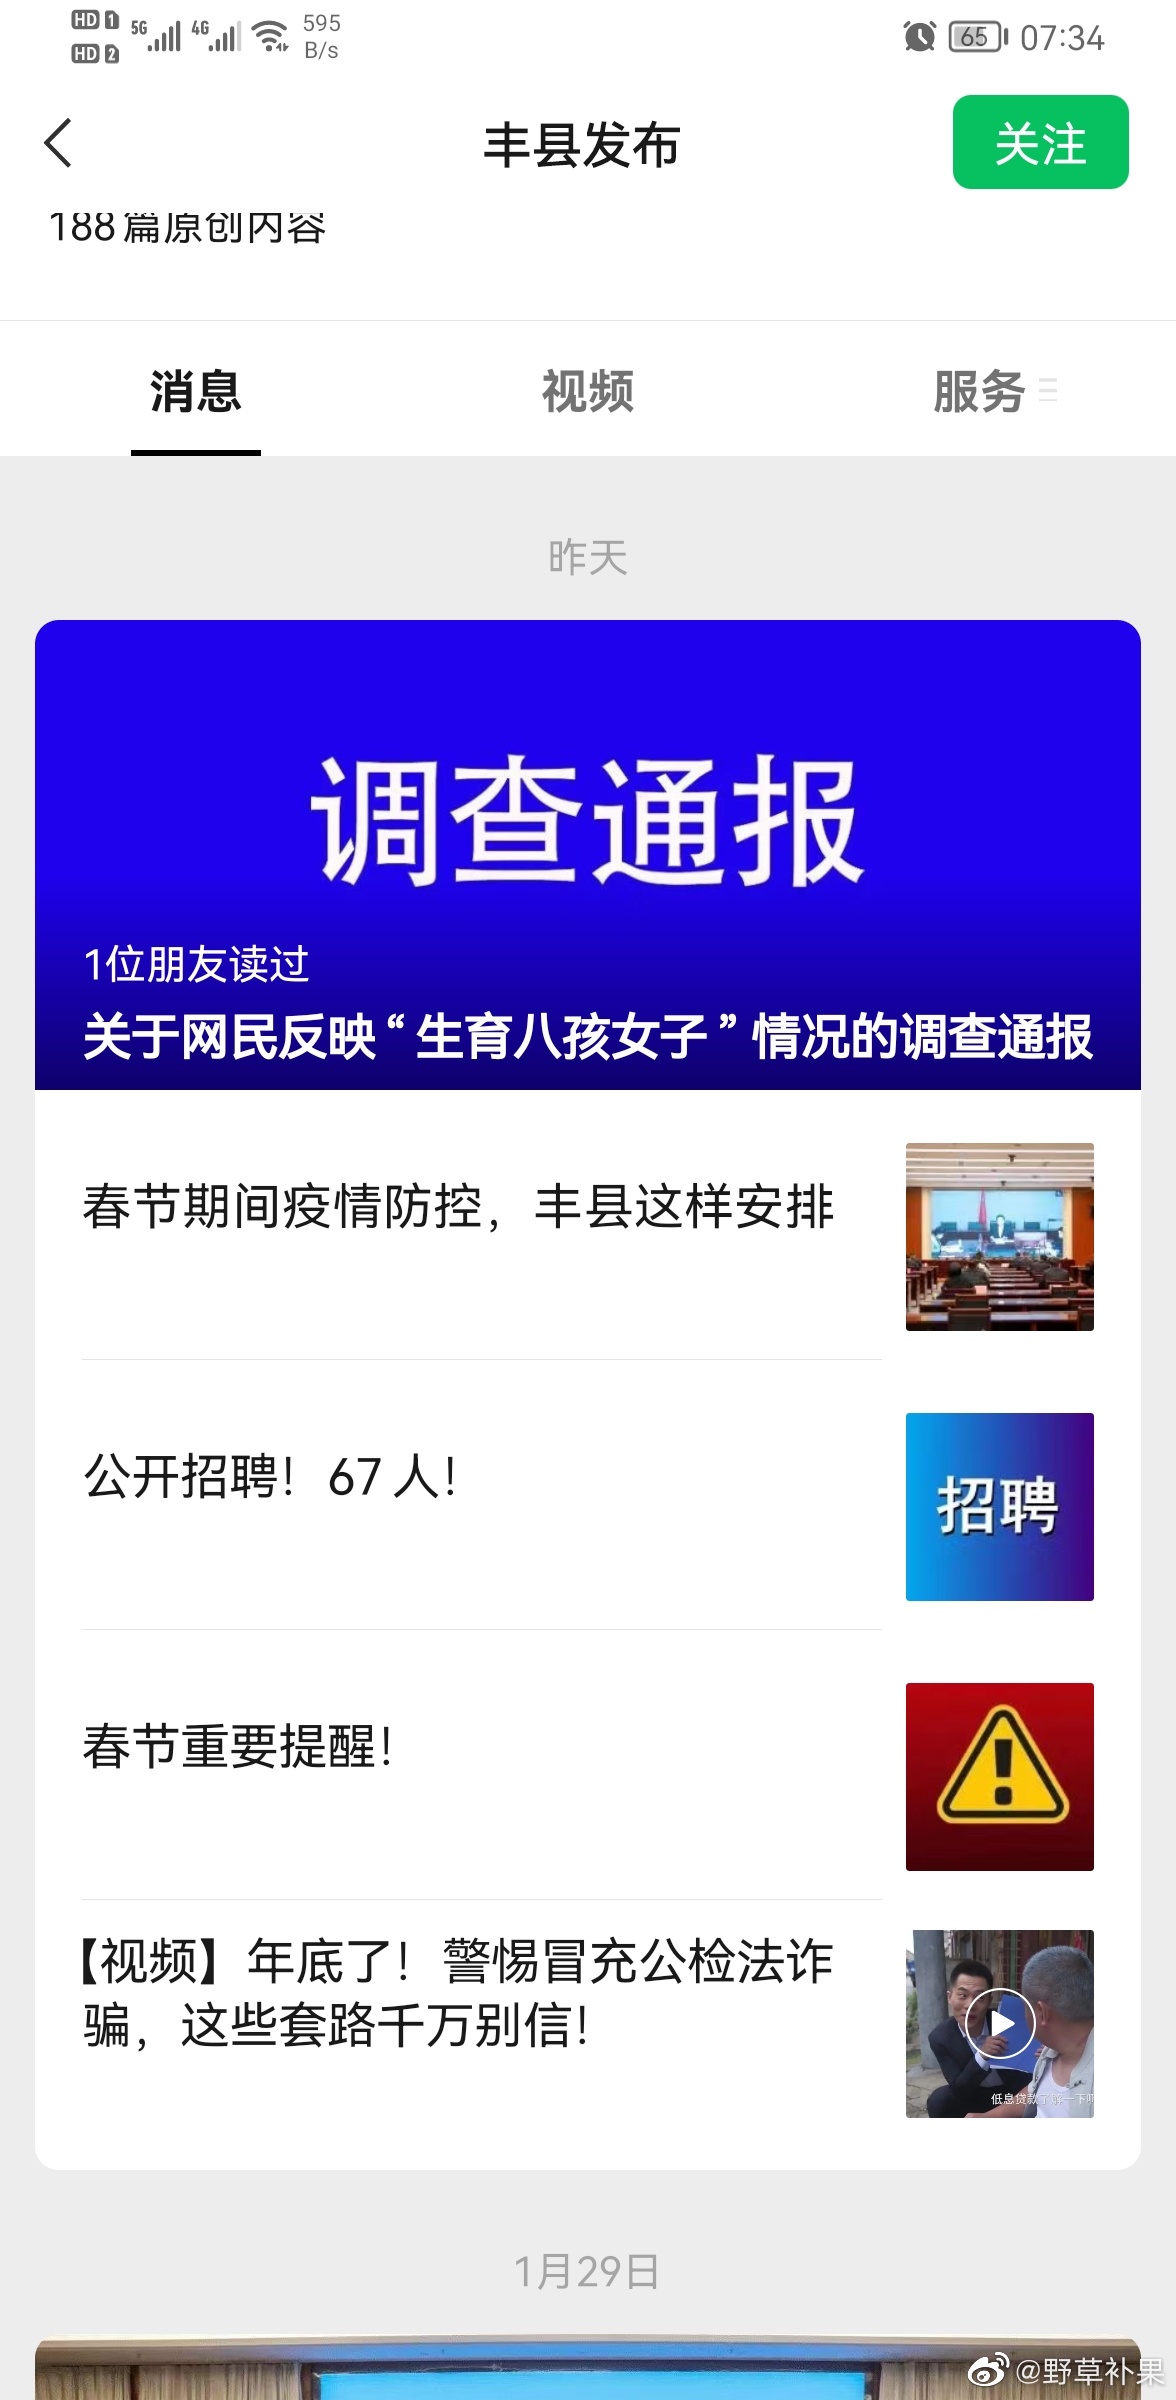 HD 1 5G 4G 595
HD 2 B/s
65 07:34
丰县发布
关注
188篇原创内容
消息
视频
服务
昨天
调查通报
1位朋友读过
关于网民反映“生育八孩女子”情况的调查通报
春节期间疫情防控，丰县这样安排
公开招聘！67人！
招聘
春节重要提醒！
【视频】年底了！警惕冒充公检法诈
骗，这些套路千万别信！
低息贷款了解一下
1月29日
@野草补果